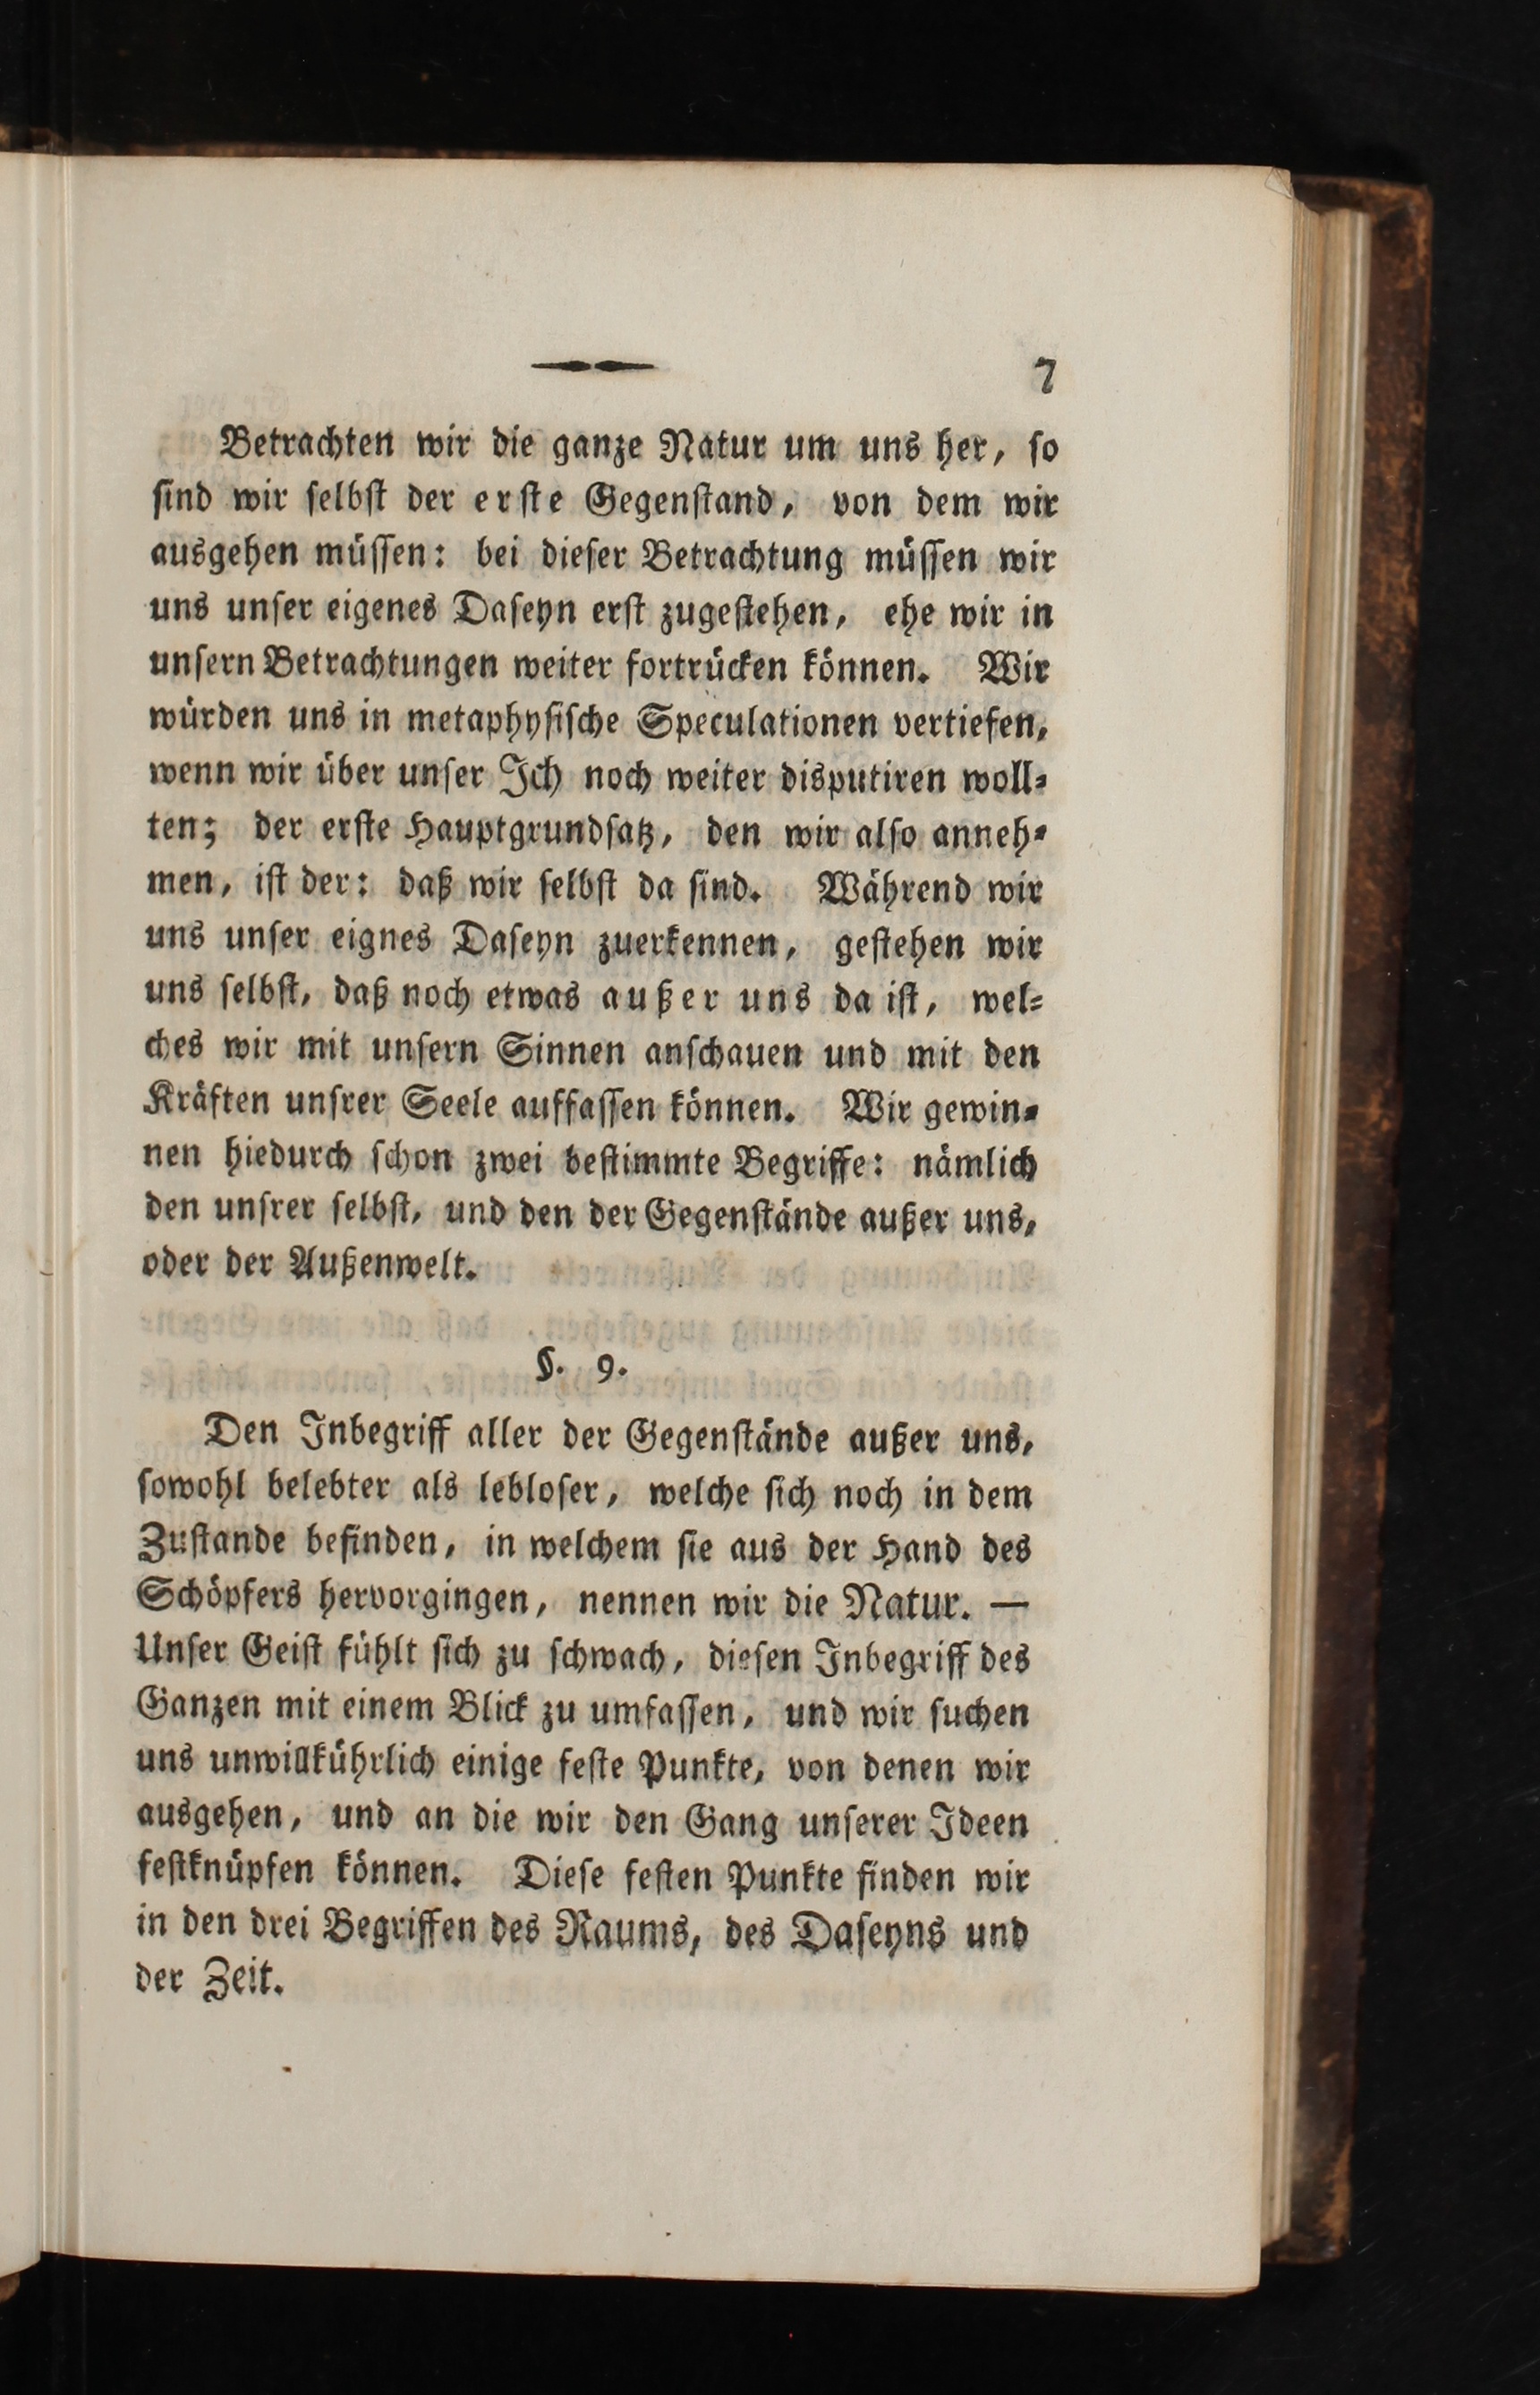 7
Betrachten wir die ganze Natur um uns her, ſo
ſind wir ſelbſt der erſte Gegenſtand, von dem wir
ausgehen müſſen: bei dieſer Betrachtung müſſen wir
uns unſer eigenes Daſeyn erſt zugeſtehen, ehe wir in
unſern Betrachtungen weiter fortrücken können. Wir
würden uns in metaphyſiſche Speculationen vertiefen,
wenn wir über unſer Ich noch weiter disputiren woll⸗
ten; der erſte Hauptgrundſatz, den wir alſo anneh⸗
men, iſt der: daß wir ſelbſt da ſind. Während wir
uns unſer eignes Daſeyn zuerkennen, geſtehen wir
uns ſelbſt, daß noch etwas außer uns da iſt, wel⸗
ches wir mit unſern Sinnen anſchauen und mit den
Kräften unſrer Seele auffaſſen können. Wir gewin⸗
nen hiedurch ſchon zwei beſtimmte Begriffe: nämlich
den unſrer ſelbſt, und den der Gegenſtände außer uns,
oder der Außenwelt.
§. 9.
Den Inbegriff aller der Gegenſtände außer uns,
ſowohl belebter als lebloſer, welche ſich noch in dem
Zuſtande befinden, in welchem ſie aus der Hand des
Schöpfers hervorgingen, nennen wir die Natur. —
Unſer Geiſt fühlt ſich zu ſchwach, dieſen Inbegriff des
Ganzen mit einem Blick zu umfaſſen, und wir ſuchen
uns unwillkührlich einige feſte Punkte, von denen wir
ausgehen, und an die wir den Gang unſerer Ideen
feſtknüpfen können. Dieſe feſten Punkte finden wir
in den drei Begriffen des Raums, des Daſeyns und
der Zeit.